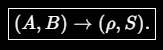 (A, B) → (ρ, S).